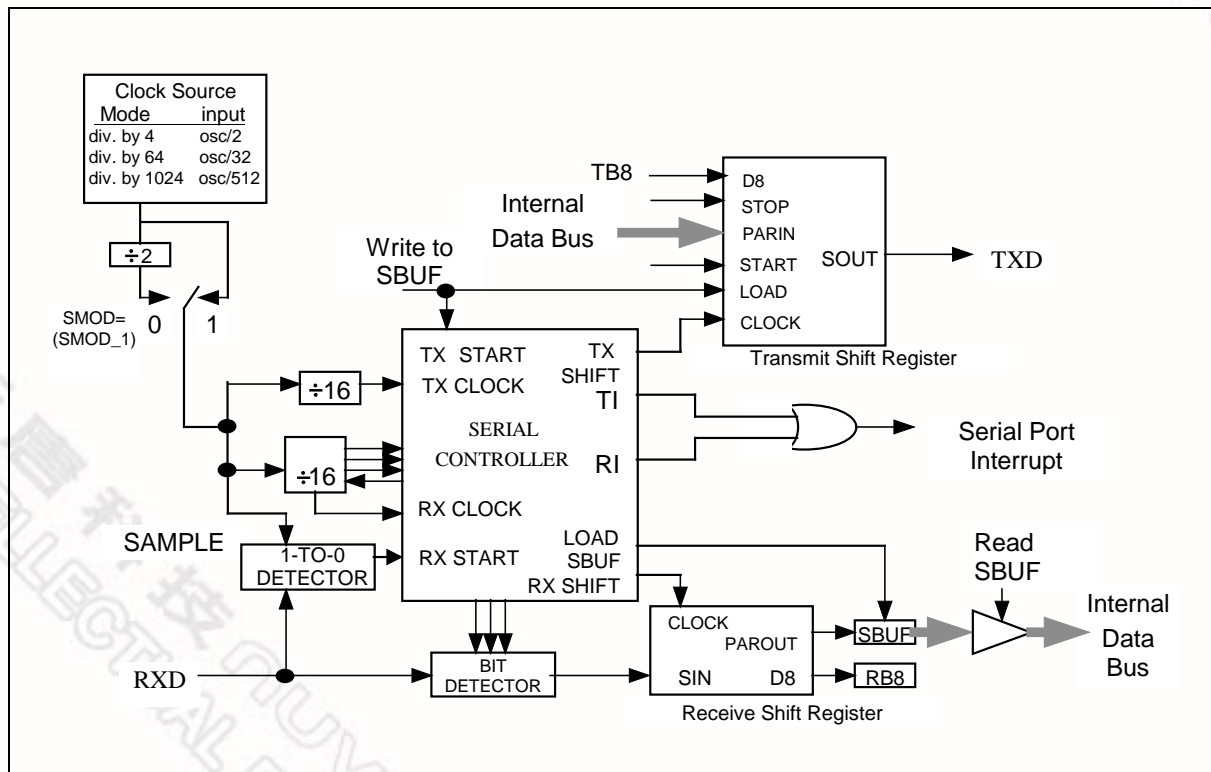 Clock Source
Mode input
div. by 4 osc/2
div. by 64 osc/32
div. by 1024 osc/512
÷2
SMOD=
(SMOD_1)
0 1
TB8
Internal
Data Bus
Write to
SBUF
D8
STOP
PARIN
START
LOAD
CLOCK
SOUT
TXD
Transmit Shift Register
÷16
÷16
TX START
TX CLOCK
SERIAL
CONTROLLER
RX CLOCK
RX START
TX
SHIFT
TI
RI
LOAD
SBUF
RX SHIFT
Serial Port
Interrupt
SAMPLE
1-TO-0
DETECTOR
RXD
BIT
DETECTOR
CLOCK
PAROUT
SIN D8
Receive Shift Register
SBUF
RB8
Read
SBUF
Internal
Data
Bus